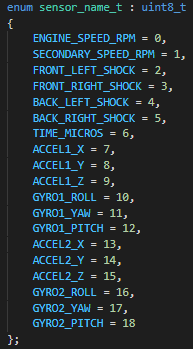 enum sensor_name_t : uint8_t
{
ENGINE_SPEED_RPM = 0,
SECONDARY_SPEED_RPM = 1,
FRONT_LEFT_SHOCK = 2,
FRONT_RIGHT_SHOCK = 3,
BACK_LEFT_SHOCK = 4,
BACK_RIGHT_SHOCK = 5,
TIME_MICROS = 6,
ACCEL1_X = 7,
ACCEL1_Y = 8,
ACCEL1_Z = 9,
GYRO1_ROLL = 10,
GYRO1_YAW = 11,
GYRO1_PITCH = 12,
ACCEL2_X = 13,
ACCEL2_Y = 14,
ACCEL2_Z = 15,
GYRO2_ROLL = 16,
GYRO2_YAW = 17,
GYRO2_PITCH = 18
};